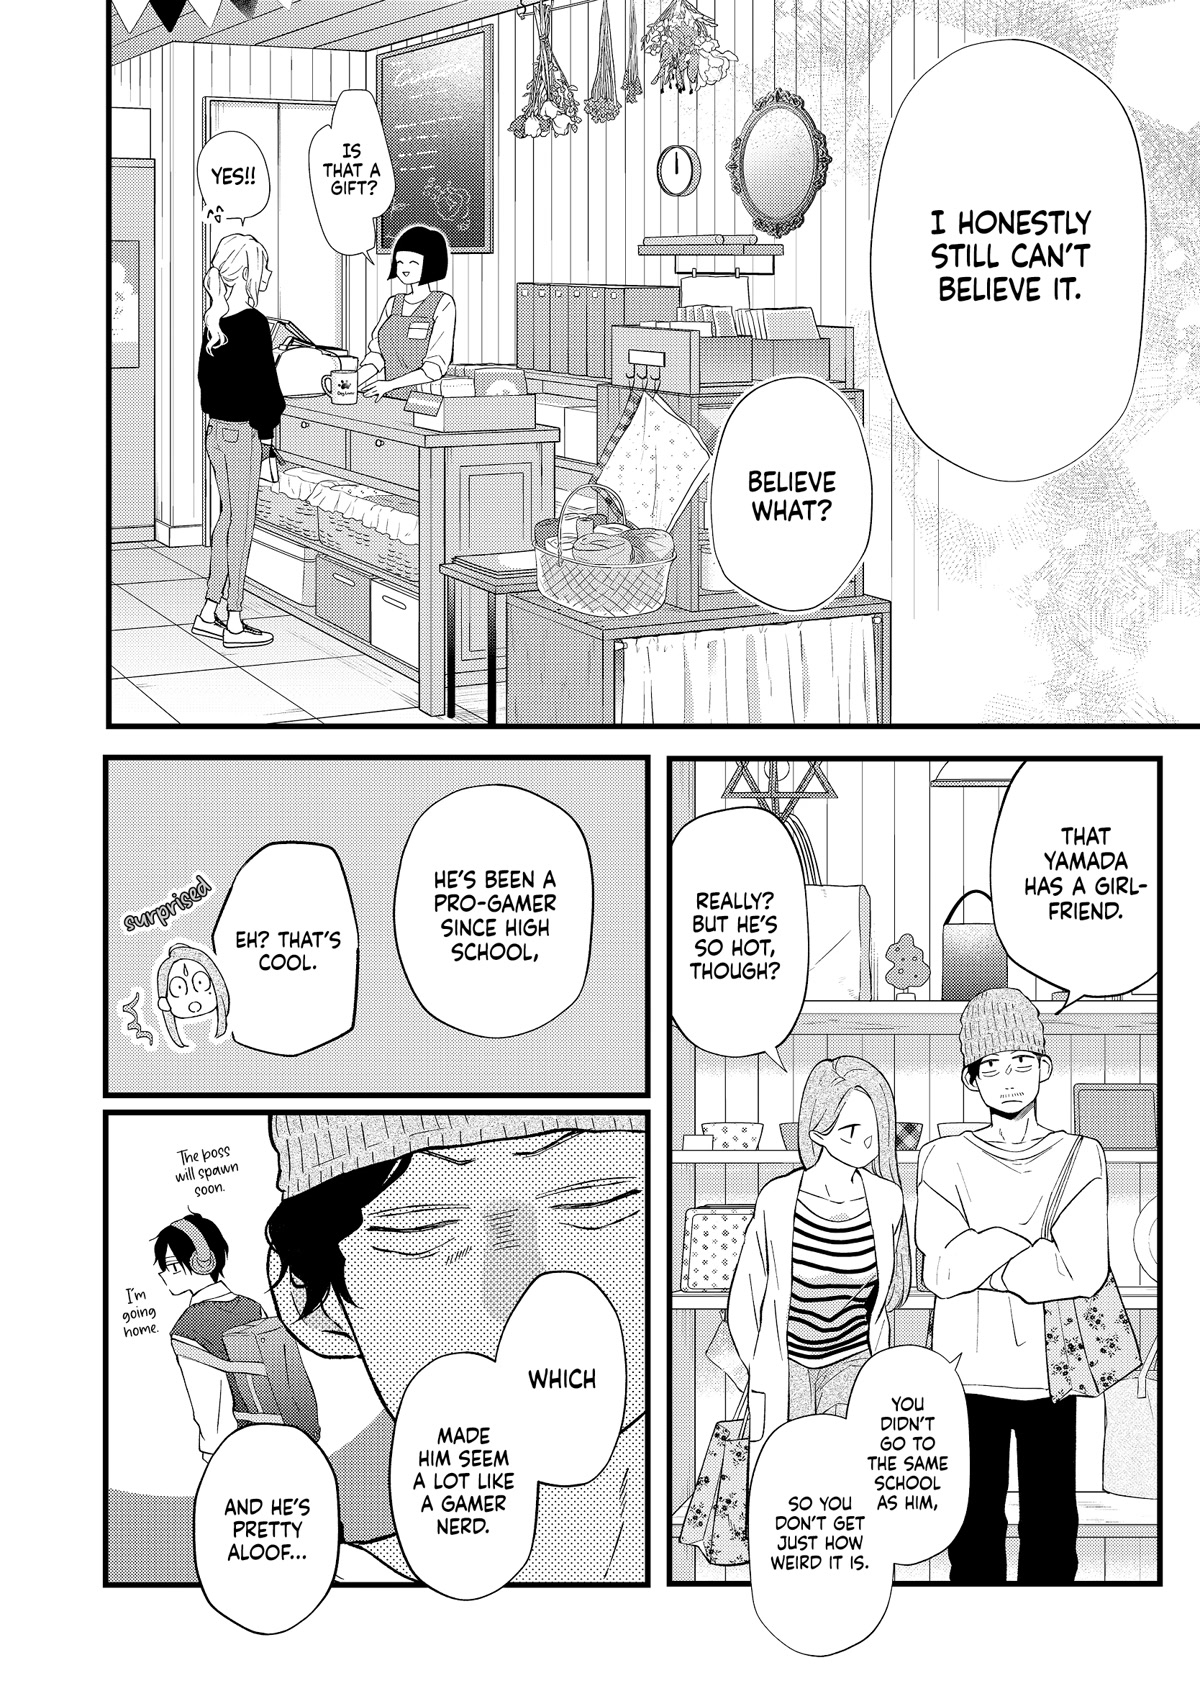 I HONESTLY
STILL CAN'T
BELIEVE IT.
IS
THAT A
GIFT?
YES!!
BELIEVE
WHAT?
THAT
YAMADA
HAS A GIRL-
FRIEND.
REALLY?
BUT HE'S
SO HOT,
THOUGH?
YOU
DIDN'T
GO TO
THE SAME
SCHOOL
AS HIM,
SO YOU
DON'T GET
JUST HOW
WEIRD IT IS.
HE'S BEEN A
PRO-GAMER
SINCE HIGH
SCHOOL,
EH? THAT'S
COOL.
surprised
WHICH
MADE
HIM SEEM
A LOT LIKE
A GAMER
NERD.
The boss
will spawn
soon.
I'm
going
home.
AND HE'S
PRETTY
ALOOF...